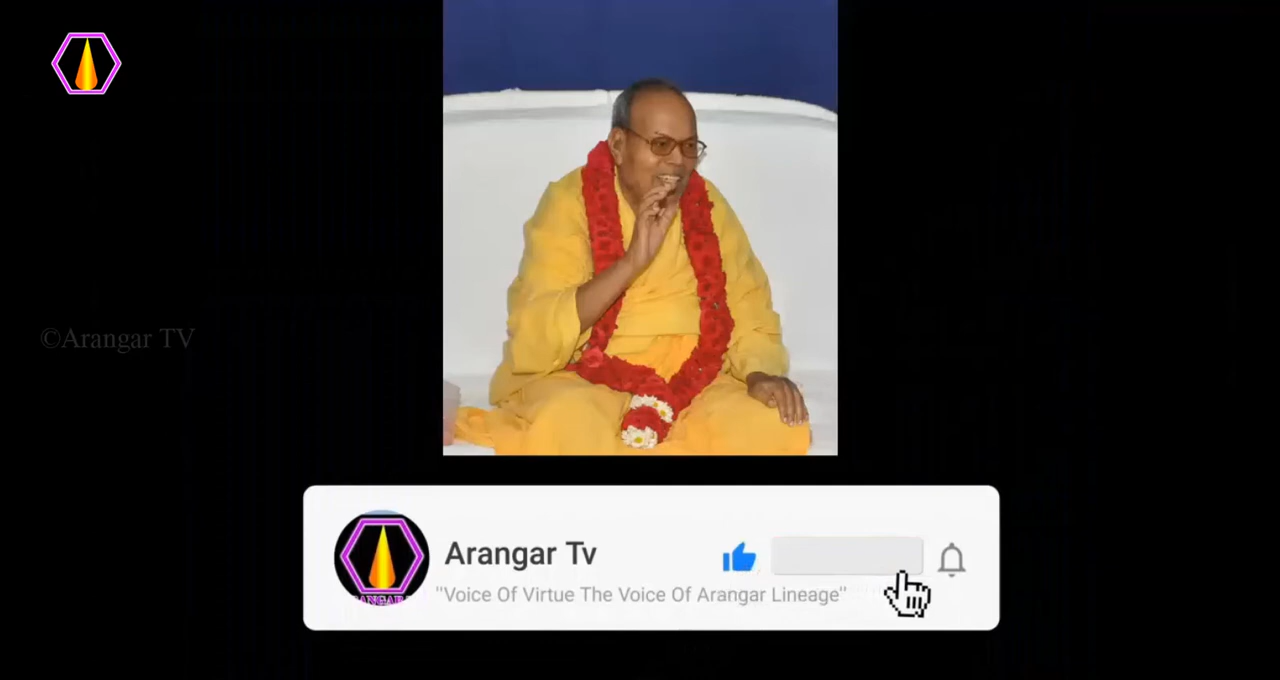 ©Arangar TV
Arangar Tv
"Voice Of Virtue The Voice Of Arangar Lineage"